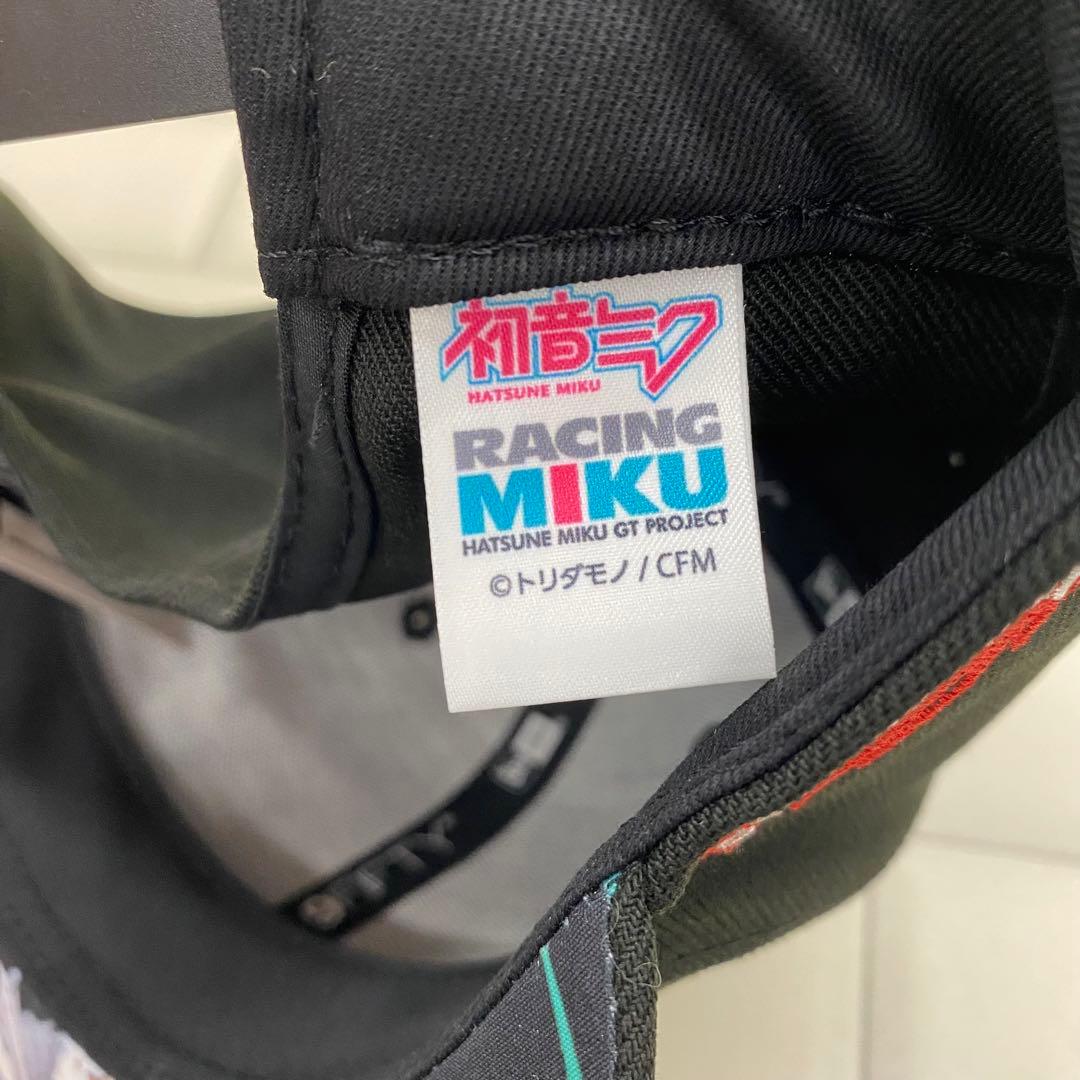 初音ミク
HATSUNE MIKU
RACING
MIKU
HATSUNE MIKU GT PROJECT
©トリダモノ/CFM